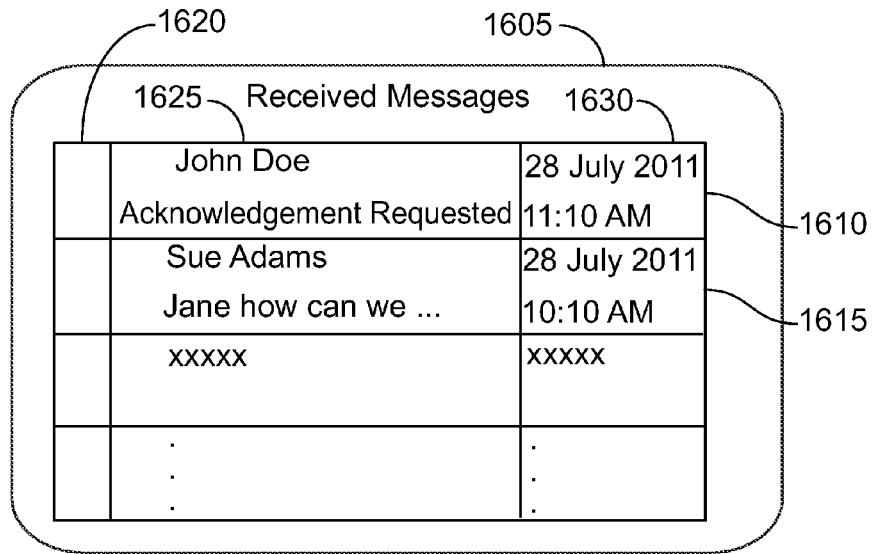 1620
1605
1625
Received Messages
1630
John Doe
28 July 2011
Acknowledgement Requested
11:10 AM
1610
Sue Adams
28 July 2011
Jane how can we ...
10:10 AM
1615
xxxxx
xxxxx
.
.
.
.
.
.